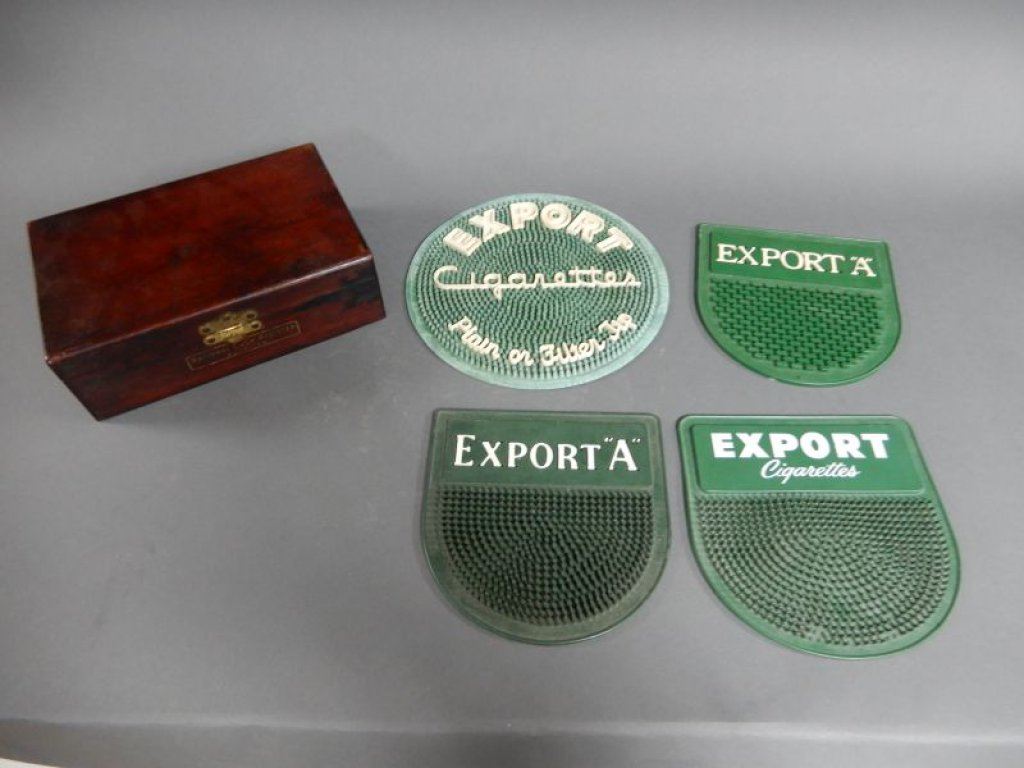 EXPORT
Cigarettes
Plain or Filter-Tip
EXPORT "A"
EXPORT "A"
EXPORT
Cigarettes